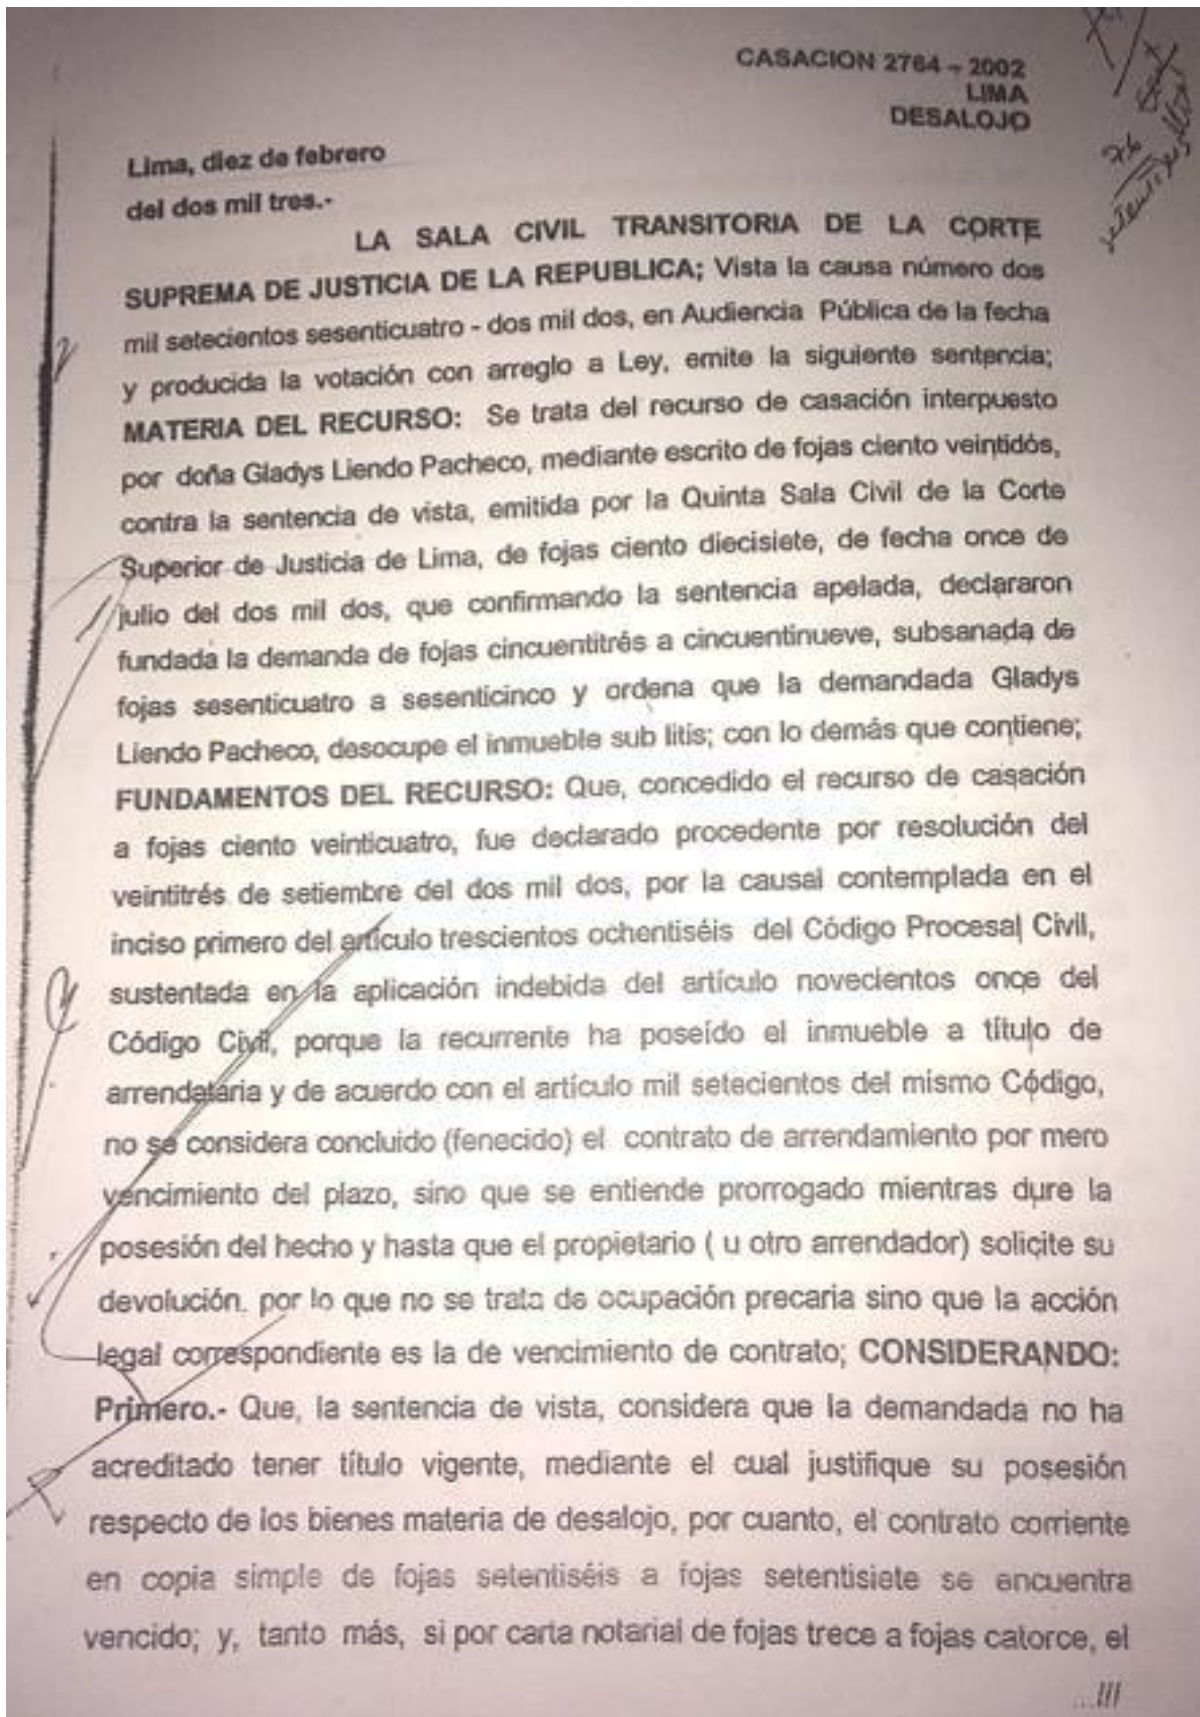 CASACION 2764 - 2002
LIMA
DESALOJO
76
Lima, diez de febrero
del dos mil tres.-
LA SALA CIVIL TRANSITORIA DE LA CORTE
SUPREMA DE JUSTICIA DE LA REPUBLICA; Vista la causa número dos
mil setecientos sesenticuatro - dos mil dos, en Audiencia Pública de la fecha
y producida la votación con arreglo a Ley, emite la siguiente sentencia;
MATERIA DEL RECURSO: Se trata del recurso de casación interpuesto
por doña Gladys Liendo Pacheco, mediante escrito de fojas ciento veintidós,
contra la sentencia de vista, emitida por la Quinta Sala Civil de la Corte
Superior de Justicia de Lima, de fojas ciento diecisiete, de fecha once de
julio del dos mil dos, que confirmando la sentencia apelada, declararon
fundada la demanda de fojas cincuentitrés a cincuentinueve, subsanada de
fojas sesenticuatro a sesenticinco y ordena que la demandada Gladys
Liendo Pacheco, desocupe el inmueble sub litis; con lo demás que contiene;
FUNDAMENTOS DEL RECURSO: Que, concedido el recurso de casación
a fojas ciento veinticuatro, fue declarado procedente por resolución del
veintitrés de setiembre del dos mil dos, por la causal contemplada en el
inciso primero del artículo trescientos ochentiséis del Código Procesal Civil,
sustentada en la aplicación indebida del artículo novecientos once del
Código Civil, porque la recurrente ha poseído el inmueble a título de
arrendataria y de acuerdo con el artículo mil setecientos del mismo Código,
no se considera concluido (fenecido) el contrato de arrendamiento por mero
vencimiento del plazo, sino que se entiende prorrogado mientras dure la
posesión del hecho y hasta que el propietario ( u otro arrendador) solicite su
devolución. por lo que no se trata de ocupación precaria sino que la acción
legal correspondiente es la de vencimiento de contrato; CONSIDERANDO:
Primero.- Que, la sentencia de vista, considera que la demandada no ha
acreditado tener título vigente, mediante el cual justifique su posesión
respecto de los bienes materia de desalojo, por cuanto, el contrato corriente
en copia simple de fojas setentiséis a fojas setentisiete se encuentra
vencido; y, tanto más, si por carta notarial de fojas trece a fojas catorce, el
...///